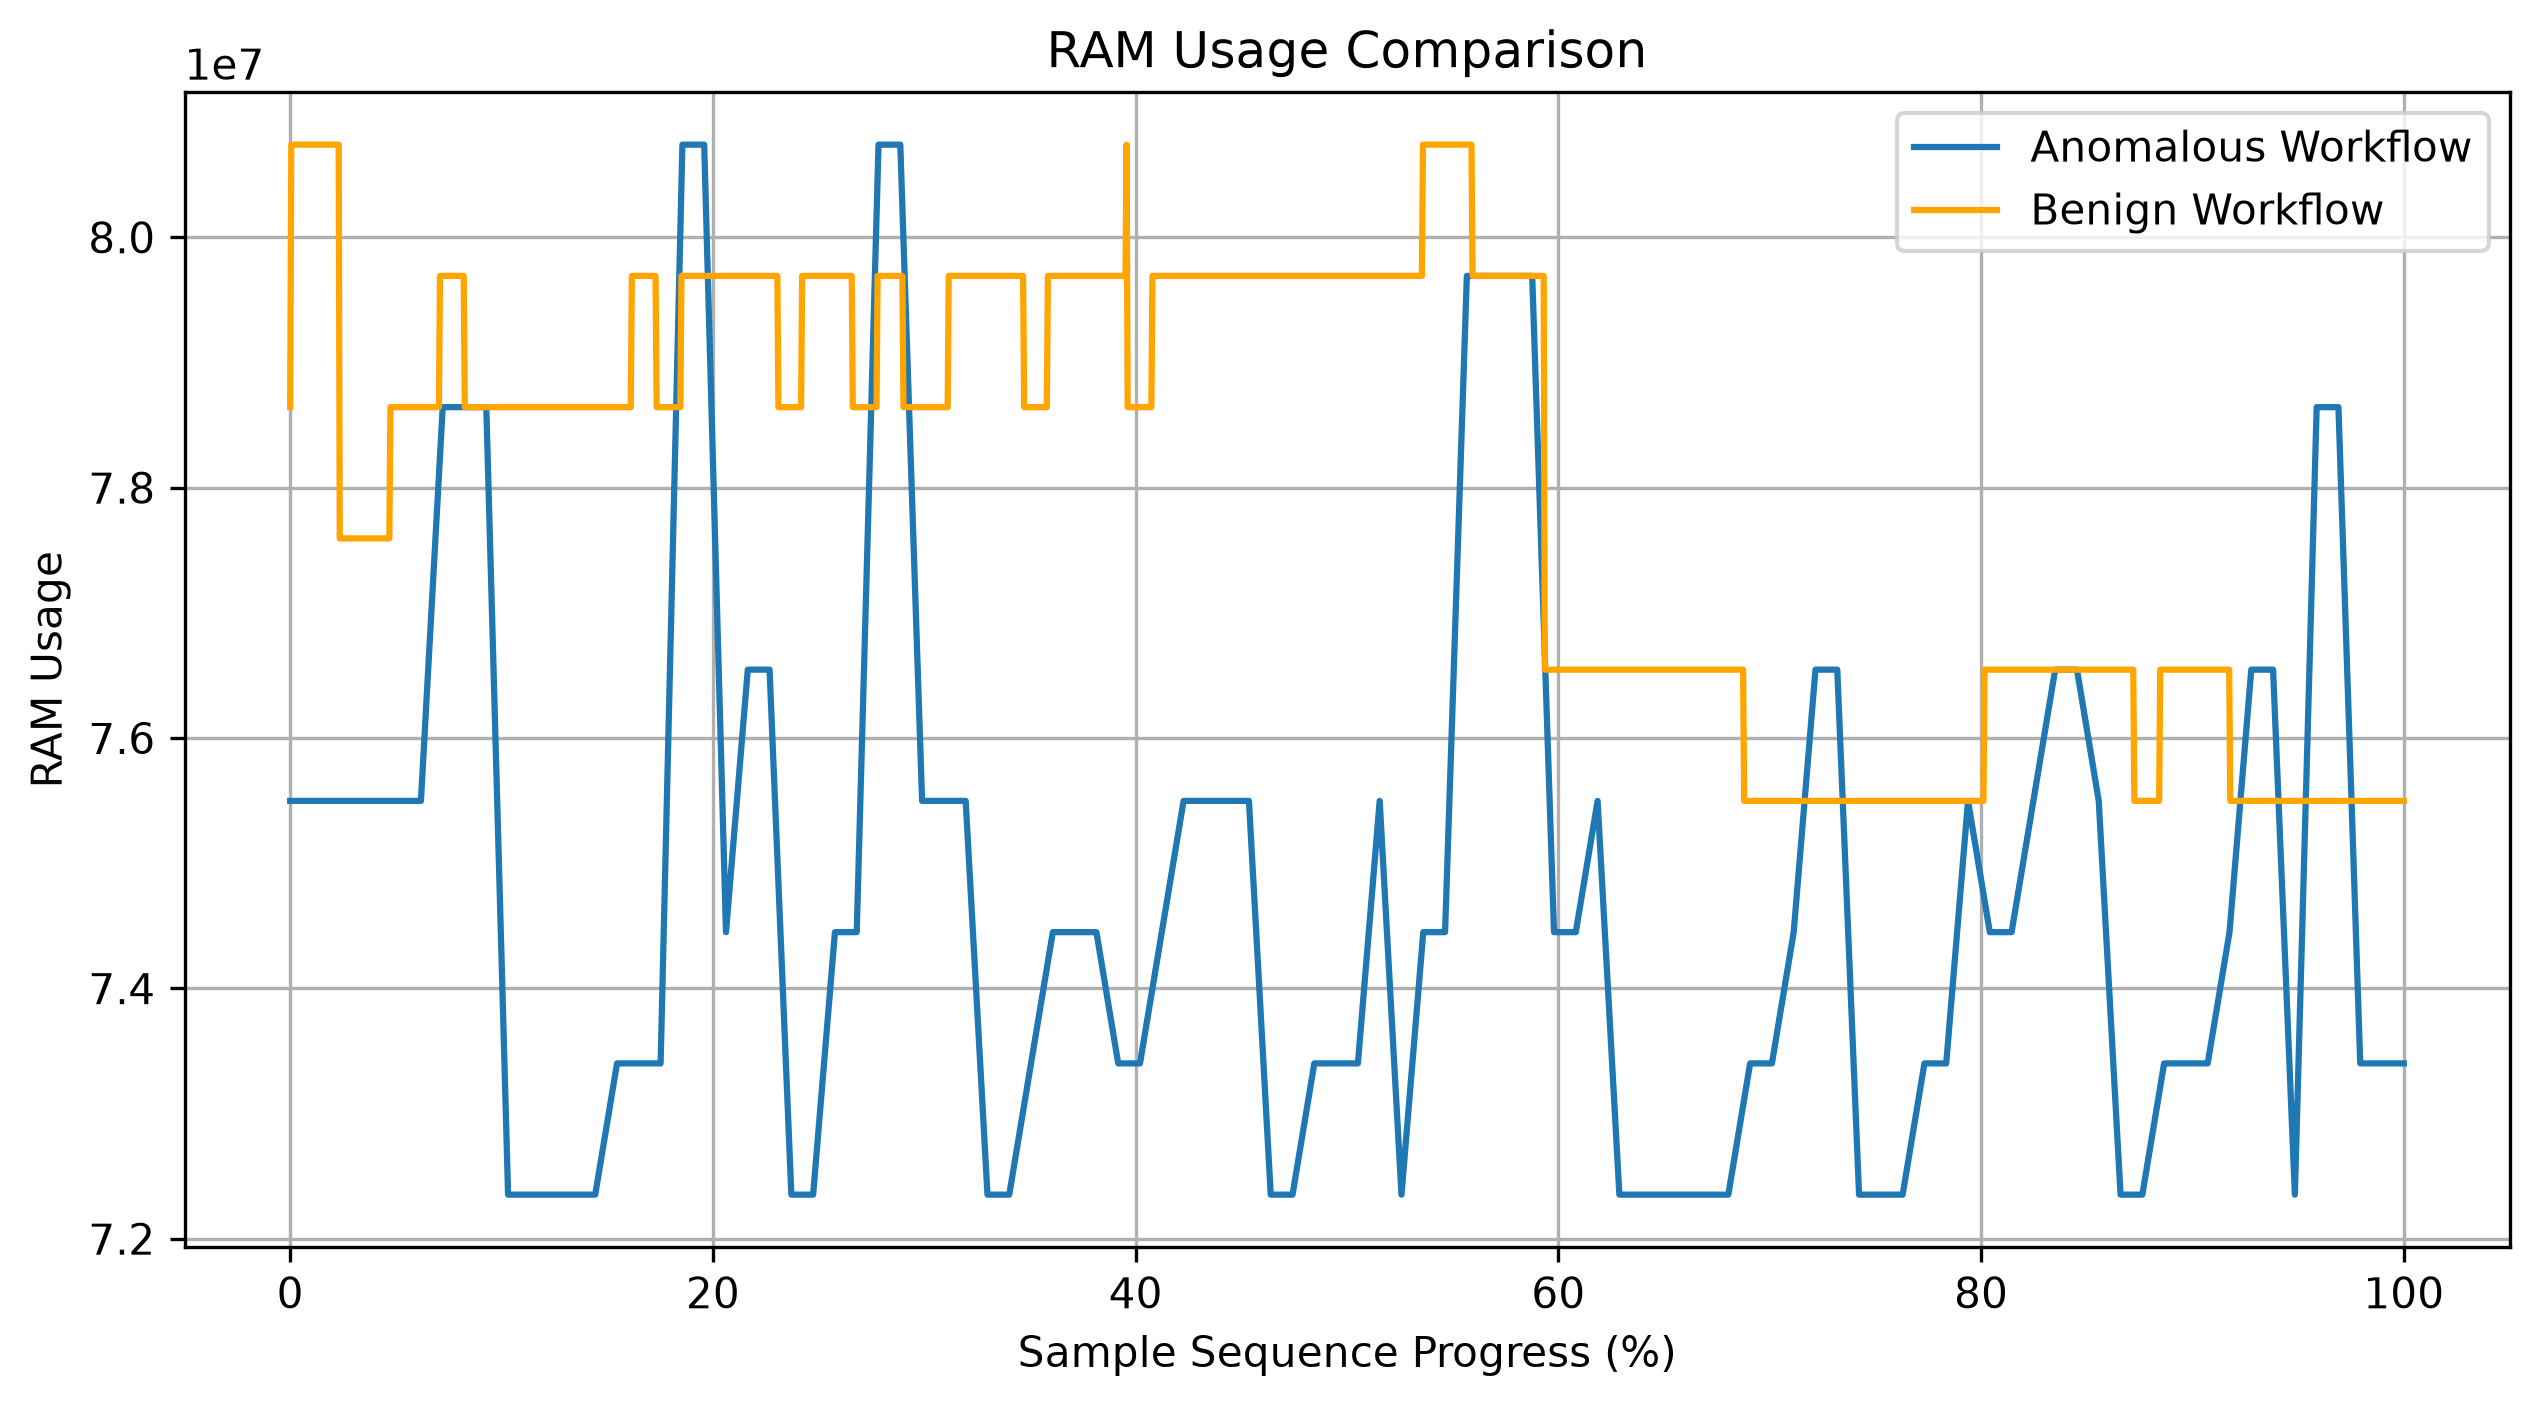 RAM Usage Comparison
1e7
Anomalous Workflow
Benign Workflow
8.0
7.8
7.6
7.4
7.2
RAM Usage
0 20 40 60 80 100
Sample Sequence Progress (%)